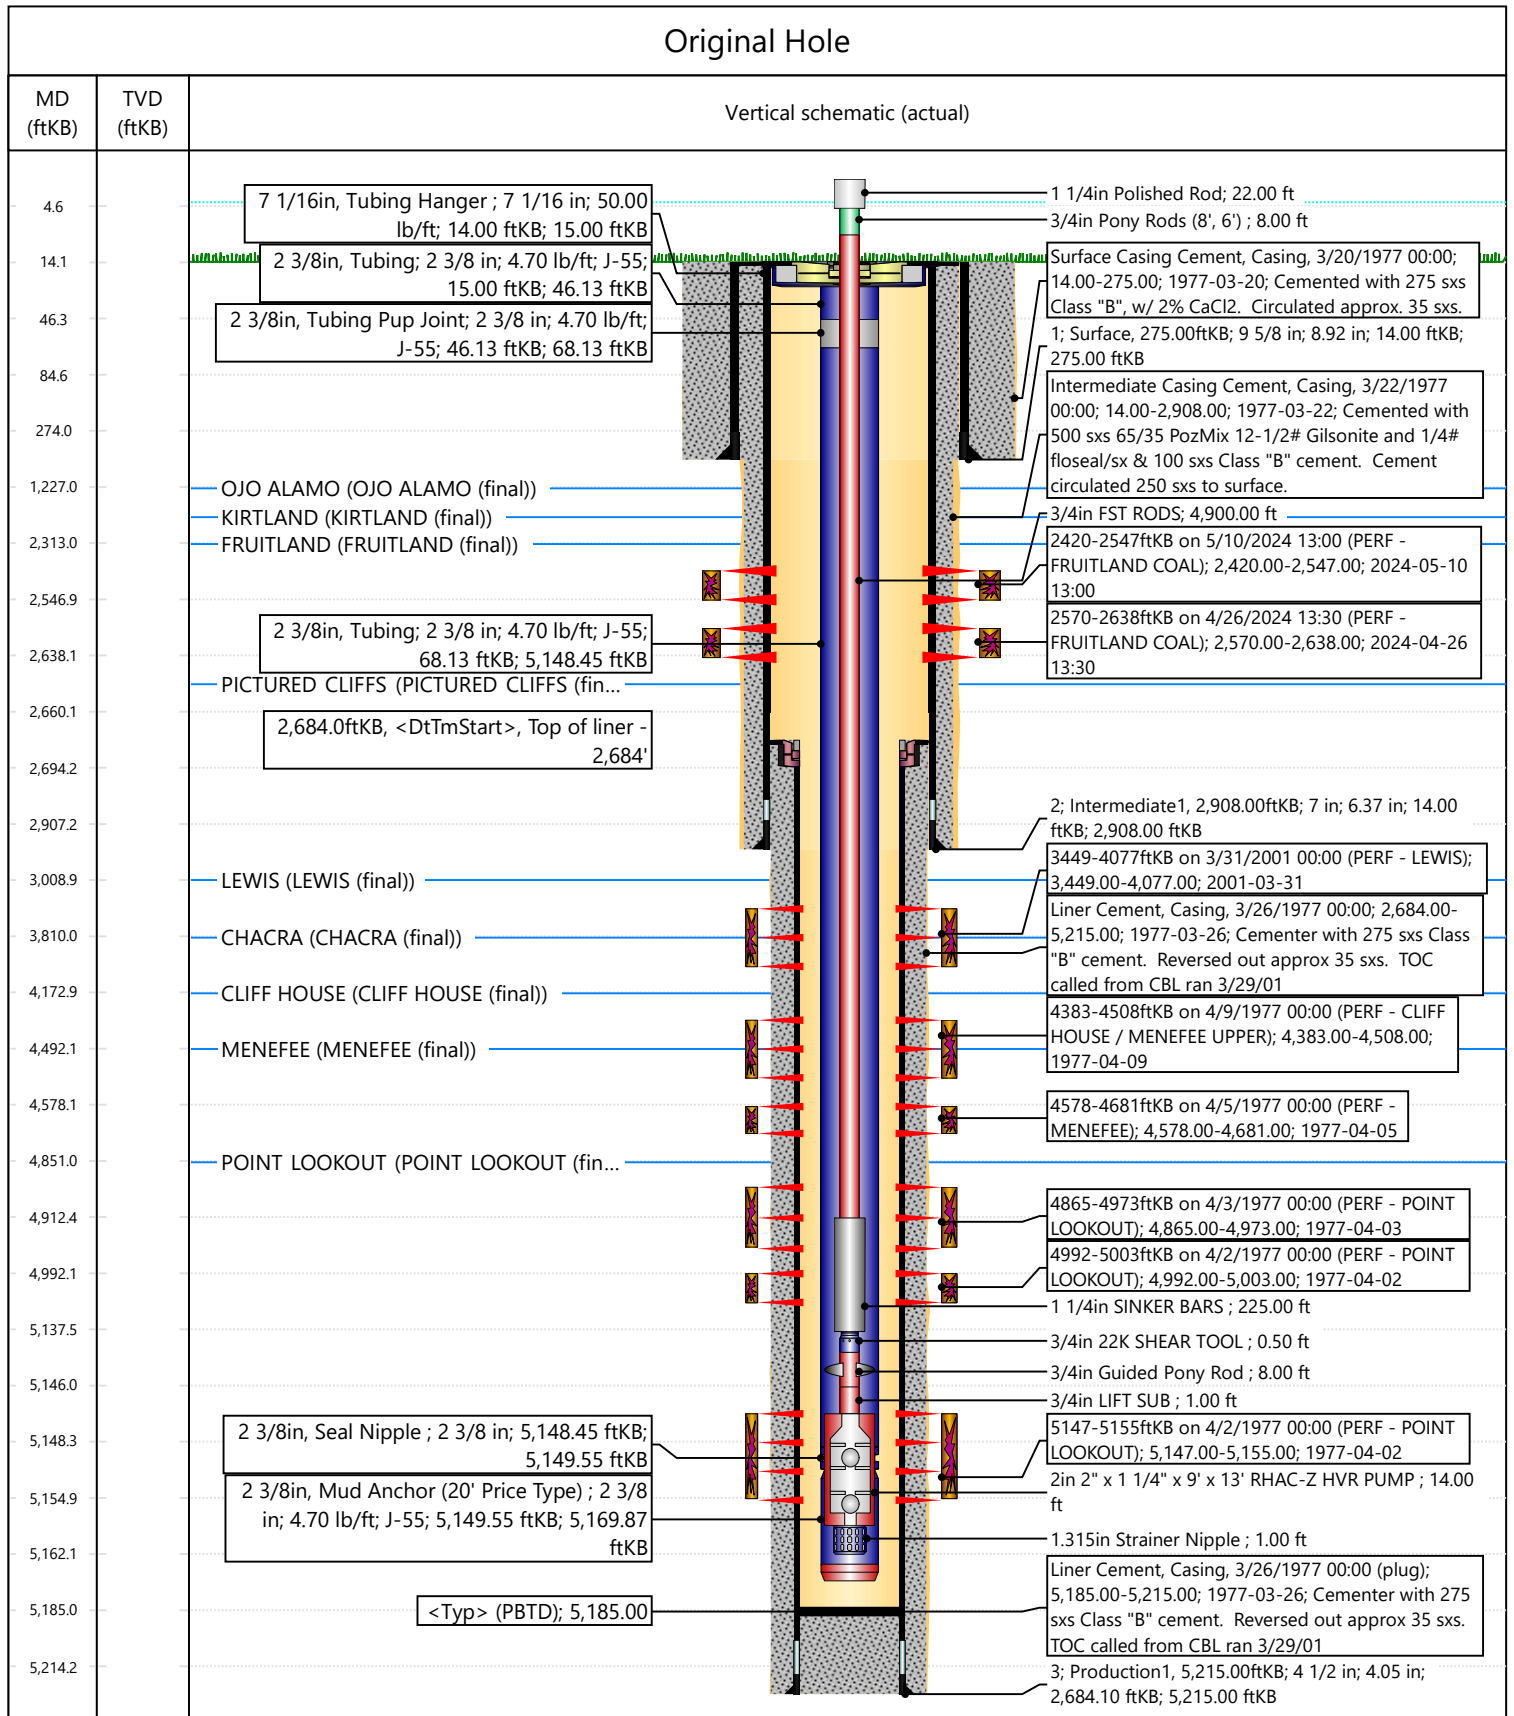 Original Hole
MD
(ftKB)
TVD
(ftKB)
Vertical schematic (actual)
4.6
14.1
46.3
84.6
274.0
1,227.0
2,313.0
2,546.9
2,638.1
2,660.1
2,694.2
2,907.2
3,008.9
3,810.0
4,172.9
4,492.1
4,578.1
4,851.0
4,912.4
4,992.1
5,137.5
5,146.0
5,148.3
5,154.9
5,162.1
5,185.0
5,214.2
7 1/16in, Tubing Hanger ; 7 1/16 in; 50.00
lb/ft; 14.00 ftKB; 15.00 ftKB
2 3/8in, Tubing; 2 3/8 in; 4.70 lb/ft; J-55;
15.00 ftKB; 46.13 ftKB
2 3/8in, Tubing Pup Joint; 2 3/8 in; 4.70 lb/ft;
J-55; 46.13 ftKB; 68.13 ftKB
OJO ALAMO (OJO ALAMO (final))
KIRTLAND (KIRTLAND (final))
FRUITLAND (FRUITLAND (final))
2 3/8in, Tubing; 2 3/8 in; 4.70 lb/ft; J-55;
68.13 ftKB; 5,148.45 ftKB
PICTURED CLIFFS (PICTURED CLIFFS (fin...
2,684.0ftKB, <DtTmStart>, Top of liner -
2,684'
LEWIS (LEWIS (final))
CHACRA (CHACRA (final))
CLIFF HOUSE (CLIFF HOUSE (final))
MENEFEE (MENEFEE (final))
POINT LOOKOUT (POINT LOOKOUT (fin...
2 3/8in, Seal Nipple ; 2 3/8 in; 5,148.45 ftKB;
5,149.55 ftKB
2 3/8in, Mud Anchor (20' Price Type) ; 2 3/8
in; 4.70 lb/ft; J-55; 5,149.55 ftKB; 5,169.87
ftKB
<Typ> (PBTD); 5,185.00
1 1/4in Polished Rod; 22.00 ft
3/4in Pony Rods (8', 6') ; 8.00 ft
Surface Casing Cement, Casing, 3/20/1977 00:00;
14.00-275.00; 1977-03-20; Cemented with 275 sxs
Class "B", w/ 2% CaCl2.  Circulated approx. 35 sxs.
1; Surface, 275.00ftKB; 9 5/8 in; 8.92 in; 14.00 ftKB;
275.00 ftKB
Intermediate Casing Cement, Casing, 3/22/1977
00:00; 14.00-2,908.00; 1977-03-22; Cemented with
500 sxs 65/35 PozMix 12-1/2# Gilsonite and 1/4#
floseal/sx & 100 sxs Class "B" cement.  Cement
circulated 250 sxs to surface.
3/4in FST RODS; 4,900.00 ft
2420-2547ftKB on 5/10/2024 13:00 (PERF -
FRUITLAND COAL); 2,420.00-2,547.00; 2024-05-10
13:00
2570-2638ftKB on 4/26/2024 13:30 (PERF -
FRUITLAND COAL); 2,570.00-2,638.00; 2024-04-26
13:30
2; Intermediate1, 2,908.00ftKB; 7 in; 6.37 in; 14.00
ftKB; 2,908.00 ftKB
3449-4077ftKB on 3/31/2001 00:00 (PERF - LEWIS);
3,449.00-4,077.00; 2001-03-31
Liner Cement, Casing, 3/26/1977 00:00; 2,684.00-
5,215.00; 1977-03-26; Cementer with 275 sxs Class
"B" cement.  Reversed out approx 35 sxs.  TOC
called from CBL ran 3/29/01
4383-4508ftKB on 4/9/1977 00:00 (PERF - CLIFF
HOUSE / MENEFEE UPPER); 4,383.00-4,508.00;
1977-04-09
4578-4681ftKB on 4/5/1977 00:00 (PERF -
MENEFEE); 4,578.00-4,681.00; 1977-04-05
4865-4973ftKB on 4/3/1977 00:00 (PERF - POINT
LOOKOUT); 4,865.00-4,973.00; 1977-04-03
4992-5003ftKB on 4/2/1977 00:00 (PERF - POINT
LOOKOUT); 4,992.00-5,003.00; 1977-04-02
1 1/4in SINKER BARS ; 225.00 ft
3/4in 22K SHEAR TOOL ; 0.50 ft
3/4in Guided Pony Rod ; 8.00 ft
3/4in LIFT SUB ; 1.00 ft
5147-5155ftKB on 4/2/1977 00:00 (PERF - POINT
LOOKOUT); 5,147.00-5,155.00; 1977-04-02
2in 2" x 1 1/4" x 9' x 13' RHAC-Z HVR PUMP ; 14.00
ft
1.315in Strainer Nipple ; 1.00 ft
Liner Cement, Casing, 3/26/1977 00:00 (plug);
5,185.00-5,215.00; 1977-03-26; Cementer with 275
sxs Class "B" cement.  Reversed out approx 35 sxs.
TOC called from CBL ran 3/29/01
3; Production1, 5,215.00ftKB; 4 1/2 in; 4.05 in;
2,684.10 ftKB; 5,215.00 ftKB